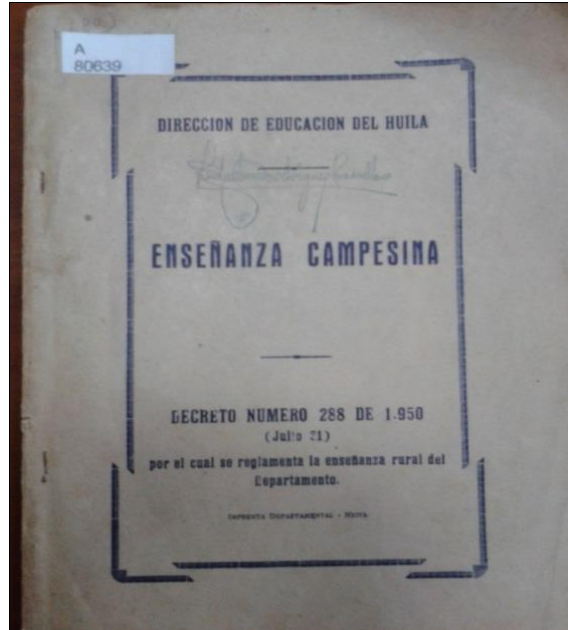 A
80639
DIRECCION DE EDUCACION DEL HUILA
ENSEÑANZA CAMPESINA
DECRETO NUMERO 288 DE 1.950
(Julio 21)
por el cual se reglamenta la enseñanza rural del
Departamento.
IMPRENTA DEPARTAMENTAL - NEIVA